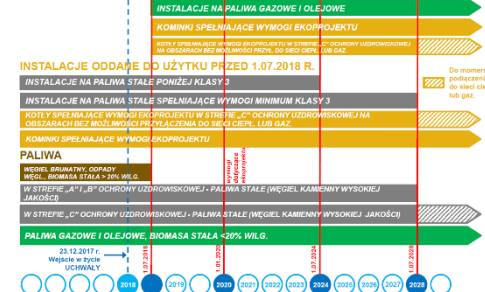 INSTALACJE NA PALIWA GAZOWE I OLEJOWE
KOMINKI SPEŁNIAJĄCE WYMOGI EKOPROJEKTU
KOTŁY SPEŁNIAJĄCE WYMOGI EKOPROJEKTU W STREFIE „C” OCHRONY UZDROWISKOWEJ
NA OBSZARACH BEZ MOŻLIWOŚCI PRZYŁ. DO SIECI CIEPŁ. LUB GAZ.
INSTALACJE ODDANE DO UŻYTKU PRZED 1.07.2018 R.
INSTALACJE NA PALIWA STAŁE PONIŻEJ KLASY 3
INSTALACJE NA PALIWA STAŁE SPEŁNIAJĄCE WYMOGI MINIMUM KLASY 3
KOTŁY SPEŁNIAJĄCE WYMOGI EKOPROJEKTU W STREFIE „C” OCHRONY UZDROWISKOWEJ NA
OBSZARACH BEZ MOŻLIWOŚCI PRZYŁĄCZENIA DO SIECI CIEPŁ. LUB GAZ.
KOMINKI SPEŁNIAJĄCE WYMOGI EKOPROJEKTU
Do momen
podłączen
do sieci ciep
lub gaz.
PALIWA
WĘGIEL BRUNATNY, ODPADY
WĘGL., BIOMASA STAŁA > 20% WILG.
wymogi
dotyczące
ekoprojektu
W STREFIE „A” I „B” OCHRONY UZDROWISKOWEJ - PALIWA STAŁE (WĘGIEL KAMIENNY WYSOKIEJ
JAKOŚCI)
W STREFIE „C” OCHRONY UZDROWISKOWEJ - PALIWA STAŁE (WĘGIEL KAMIENNY WYSOKIEJ JAKOŚCI)
PALIWA GAZOWE I OLEJOWE, BIOMASA STAŁA <20% WILG.
23.12.2017 r.
Wejście w życie
UCHWAŁY
1.07.2018
1.01.2020
1.07.2024
1.07.2028
2018 2019 2020 2021 2022 2023 2024 2025 2026 2027 2028